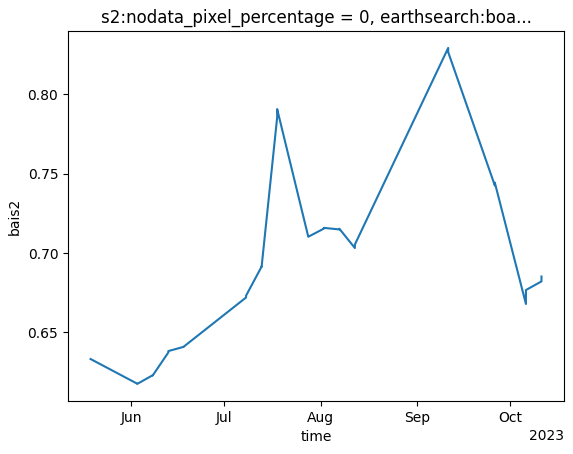 s2:nodata_pixel_percentage = 0, earthsearch:boa...
0.80
0.75
0.70
0.65
bais2
Jun Jul Aug Sep Oct
time
2023